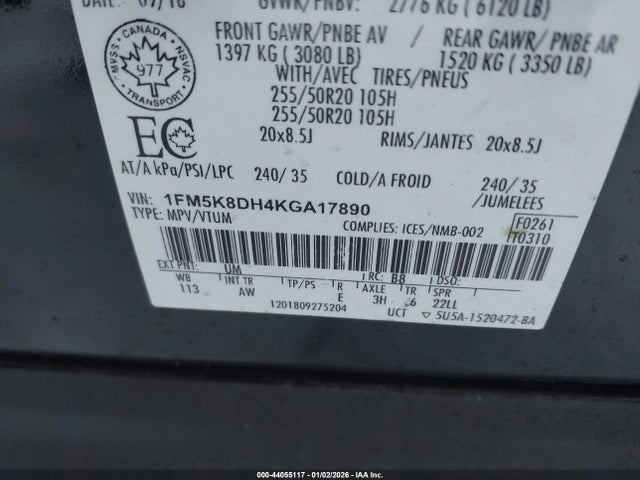 DATE: 09/18 GVWR/PNBV: 2776 KG ( 6120 LB)
FRONT GAWR/PNBE AV / REAR GAWR/ PNBE AR
1397 KG ( 3080 LB) 1520 KG ( 3350 LB)
WITH/AVEC TIRES/PNEUS
255/50R20 105H
255/50R20 105H
20x8.5J RIMS/JANTES 20x8.5J
CANADA
CMVSS NSVAC
977
TRANSPORT
EC
AT/A kPa/PSI/LPC 240/35 COLD/A FROID 240/35
/JUMELEES
VIN: 1FM5K8DH4KGA17890
TYPE: MPV/VTUM COMPLIES: ICES/NMB-002
F0261
T0310
EXT PNT: UM RC: B8 DSO:
WB INT TR TP/PS R AXLE TR SPR
113 AW E 3H 6 22LL
1201809275204 UCT ▽ 5U5A-1520472-BA
000-44055117 - 01/02/2026 - IAA Inc.